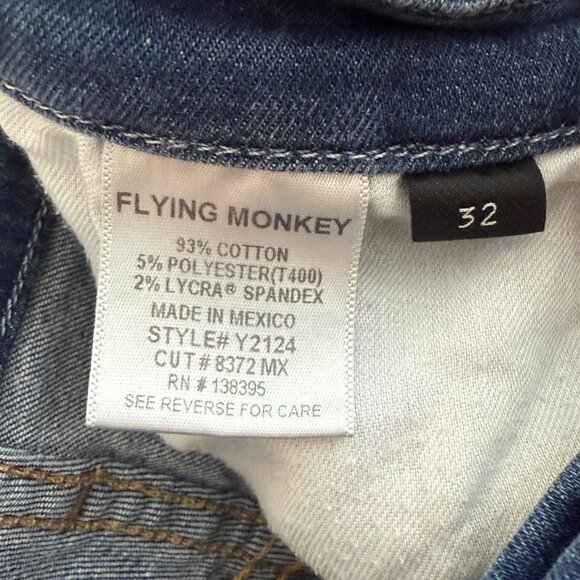 FLYING MONKEY
93% COTTON
5% POLYESTER(T400)
2% LYCRA® SPANDEX
MADE IN MEXICO
STYLE# Y2124
CUT # 8372 MX
RN # 138395
SEE REVERSE FOR CARE
32